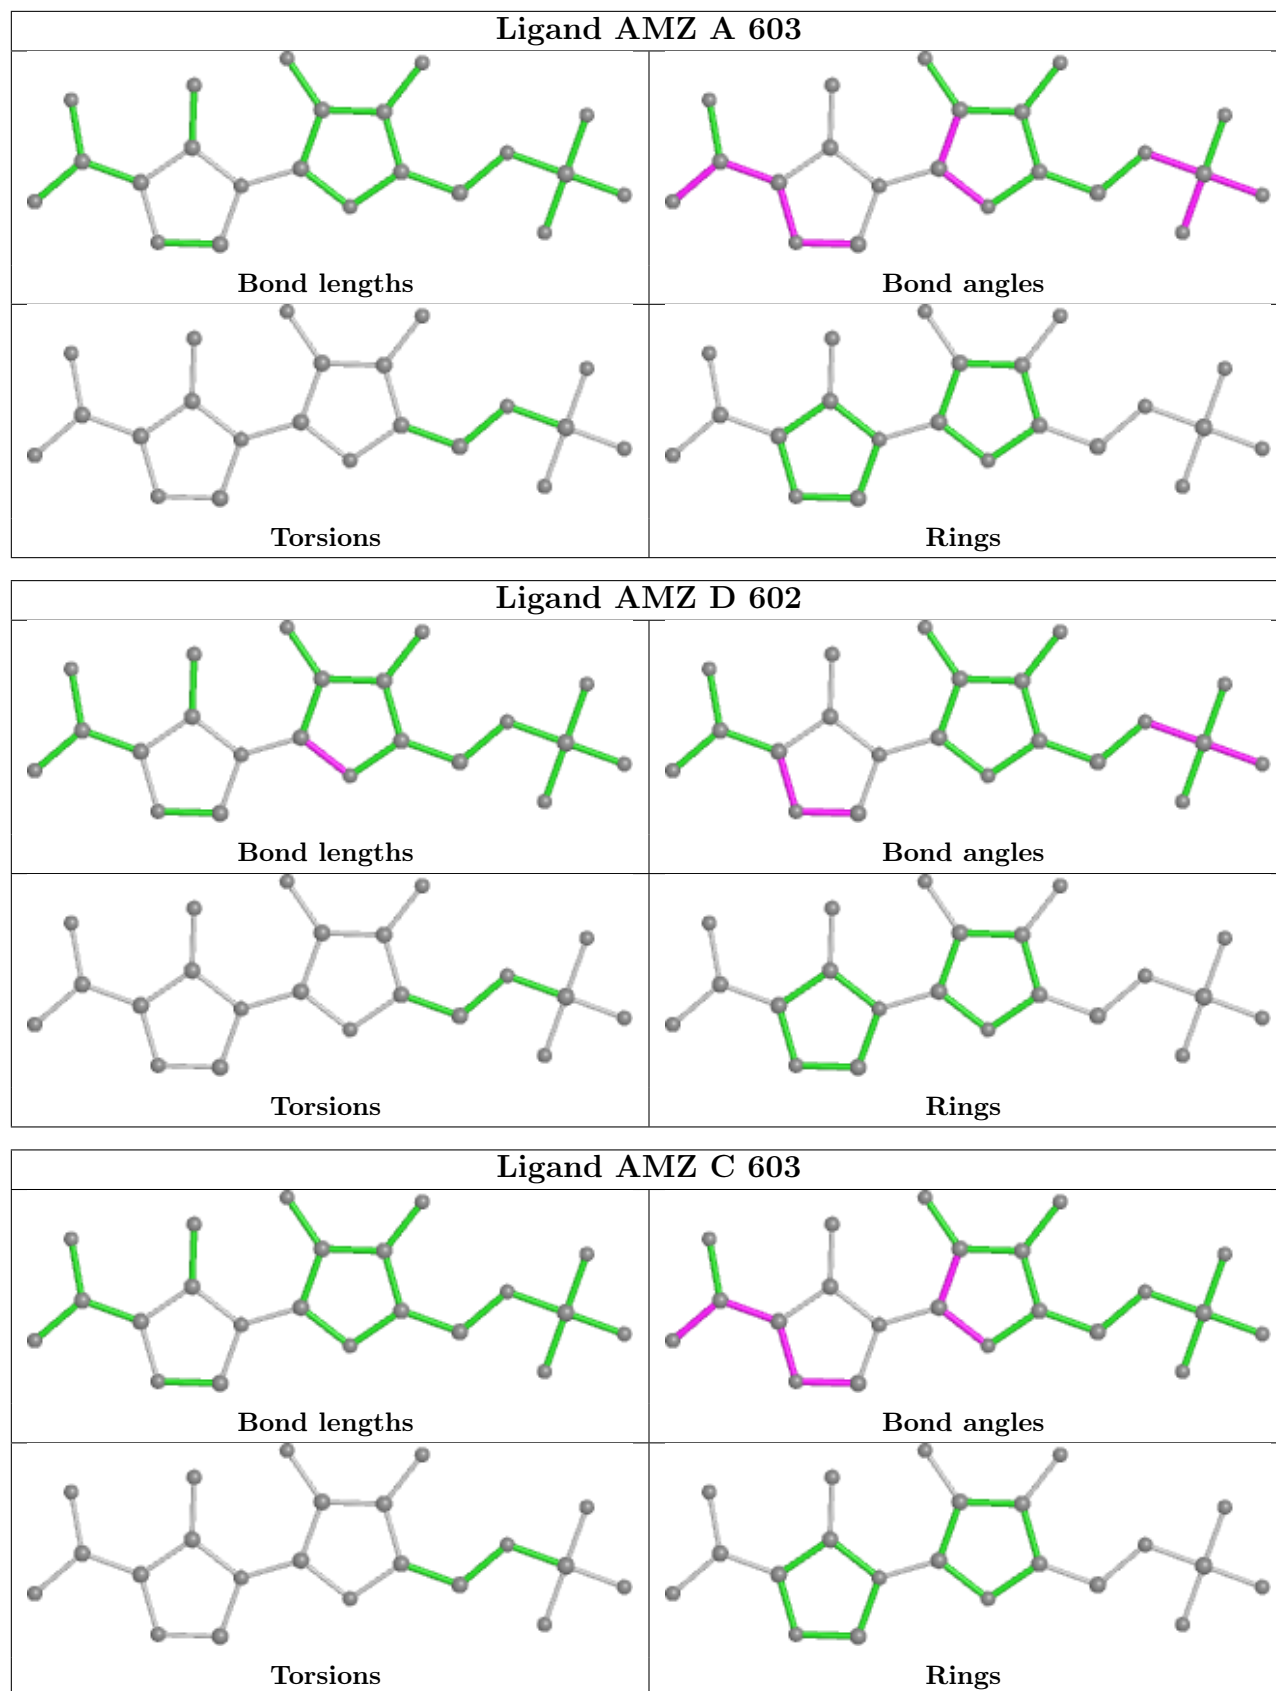 Ligand AMZ A 603
Bond lengths
Bond angles
Torsions
Rings
Ligand AMZ D 602
Bond lengths
Bond angles
Torsions
Rings
Ligand AMZ C 603
Bond lengths
Bond angles
Torsions
Rings